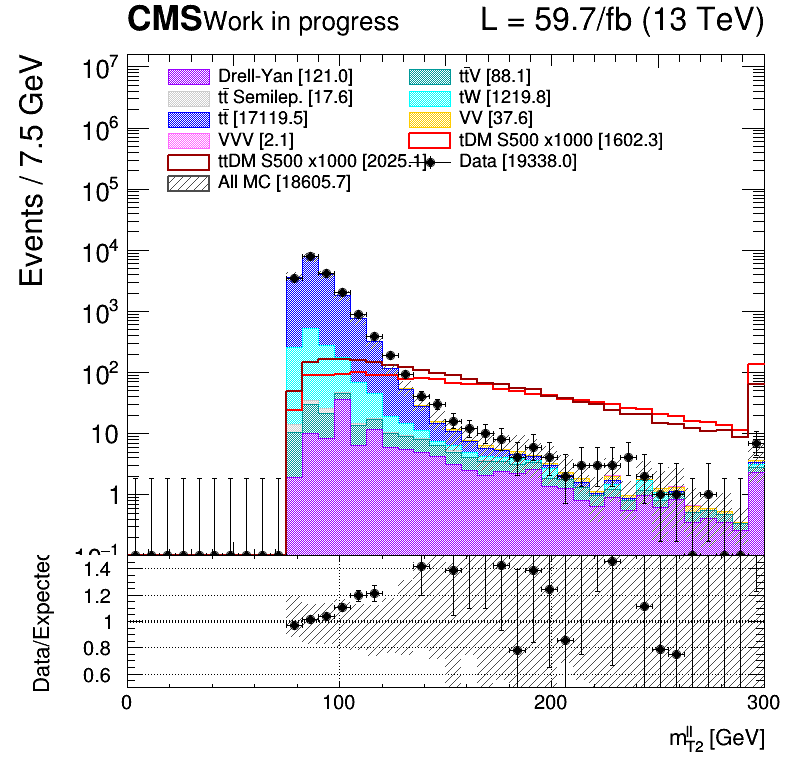 CMS Work in progress L = 59.7/fb (13 TeV)
Events / 7.5 GeV
10⁷
10⁶
10⁵
10⁴
10³
10²
10
1
10⁻¹
Drell-Yan [121.0]
tt̄V [88.1]
tt̄ Semilep. [17.6]
tW [1219.8]
tt̄ [17119.5]
VV [37.6]
VVV [2.1]
tDM S500 x1000 [1602.3]
ttDM S500 x1000 [2025.1]
Data [19338.0]
All MC [18605.7]
Data/Expected
1.4
1.2
1
0.8
0.6
0 100 200 300
m_T2^ll [GeV]